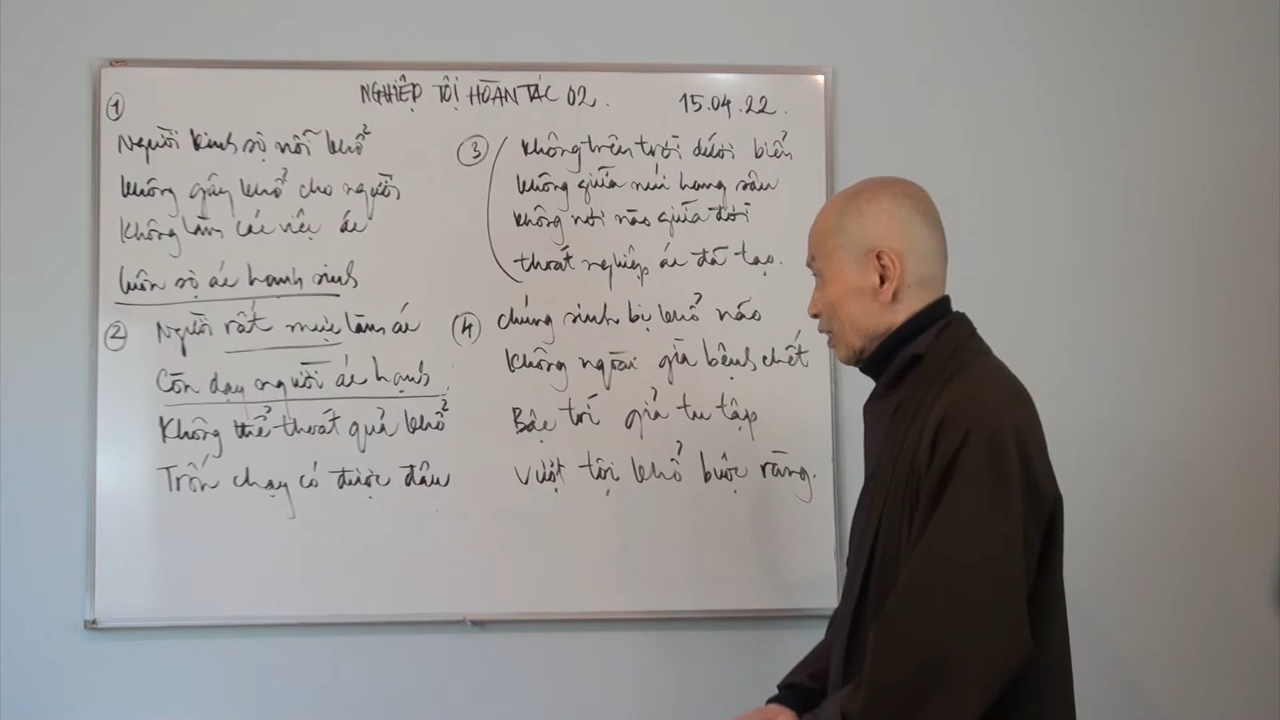 NGHIỆP TỘI HOÀN TÁC 02.
15.04.22.
①
Người kinh sợ nỗi khổ
không gây khổ cho người
Không làm các việc ác
luôn sợ ác hành sinh
②
Người rất mực làm ác
Còn dạy người ác hạnh
Không thể thoát quả khổ
Trốn chạy có được đâu
③
Không trên trời dưới biển
không giữa núi hang sâu
không nơi nào giữa đời
thoát nghiệp ác đã tạo.
④
chúng sinh bị khổ não
Không ngoài già bệnh chết
Bậc trí giả tu tập
Vượt tội khổ buộc ràng.